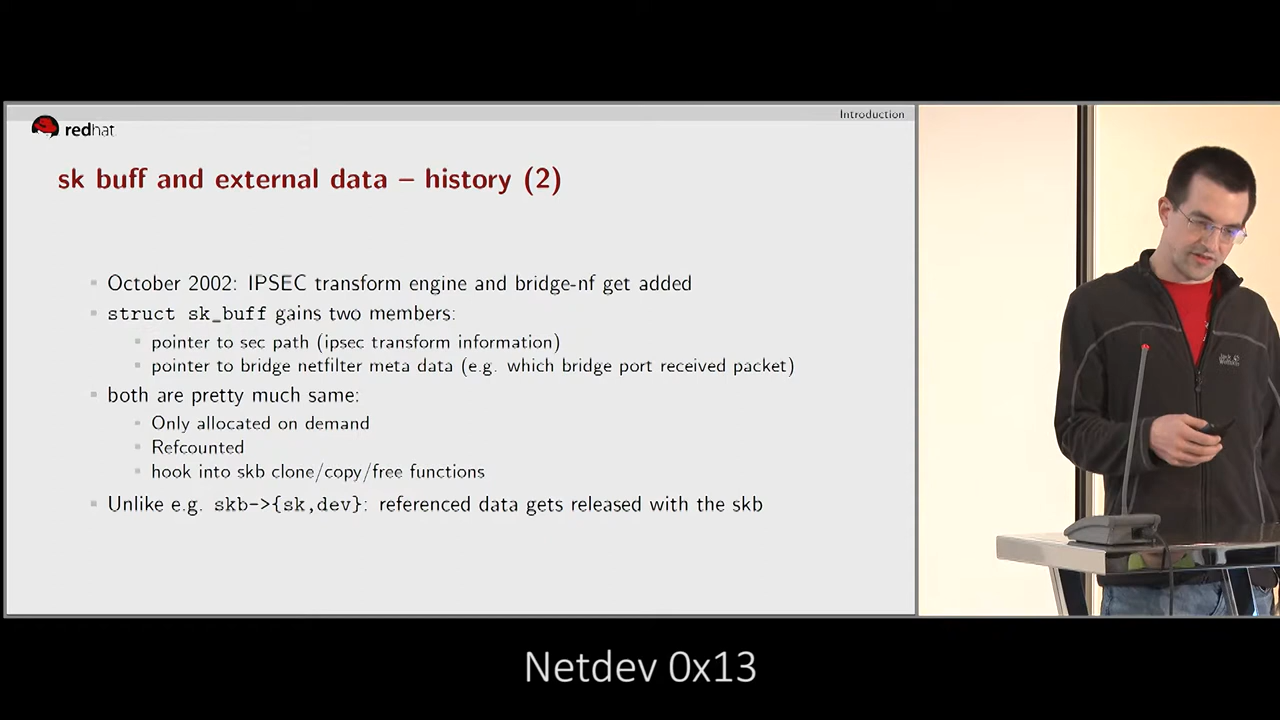 Introduction
redhat
sk buff and external data – history (2)
October 2002: IPSEC transform engine and bridge-nf get added
struct sk_buff gains two members:
pointer to sec path (ipsec transform information)
pointer to bridge netfilter meta data (e.g. which bridge port received packet)
both are pretty much same:
Only allocated on demand
Refcounted
hook into skb clone/copy/free functions
Unlike e.g. skb->{sk,dev}: referenced data gets released with the skb
Netdev 0x13